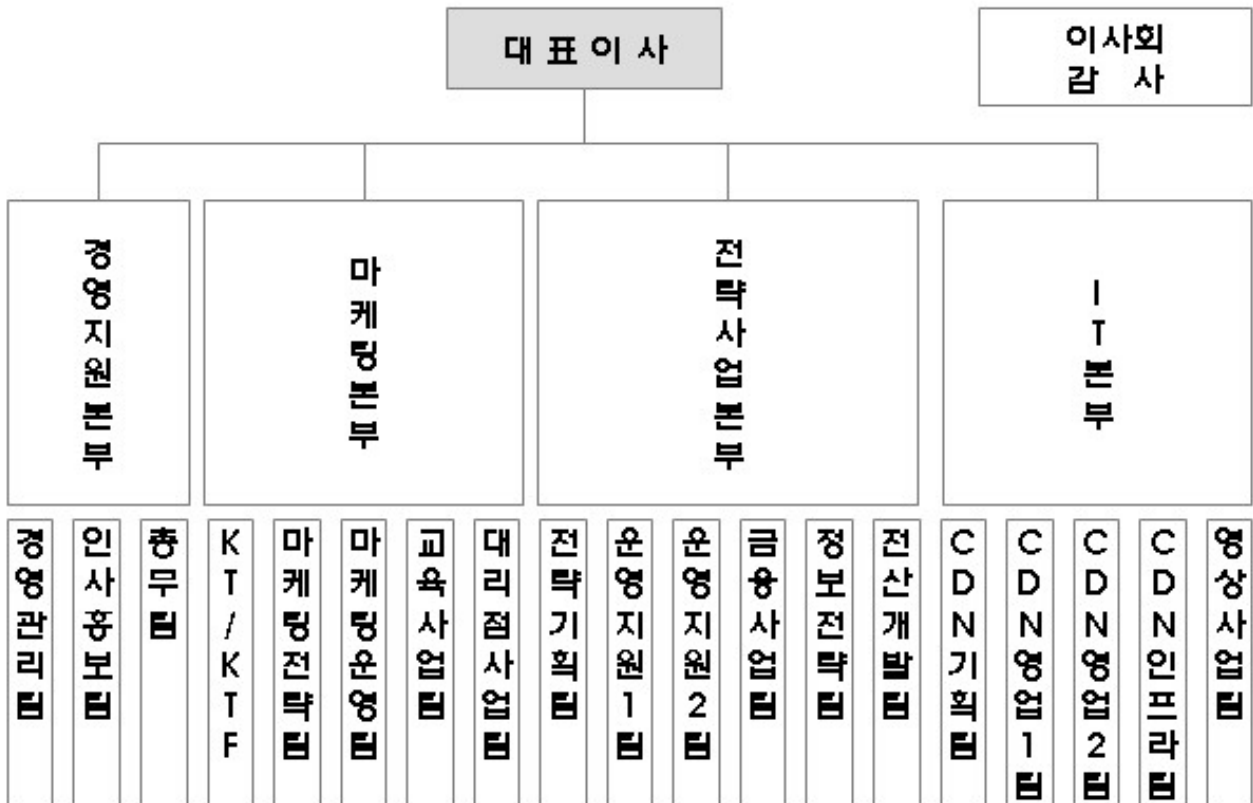 대표이사
이사회
감 사
경영지원본부
마케팅본부
전략사업본부
IT본부
경영관리팀
인사홍보팀
총무팀
KT/KTF
마케팅전략팀
마케팅운영팀
교육사업팀
대리점사업팀
전략기획팀
운영지원1팀
운영지원2팀
금융사업팀
정보전략팀
전산개발팀
CDN기획팀
CDN영업1팀
CDN영업2팀
CDN인프라팀
영상사업팀